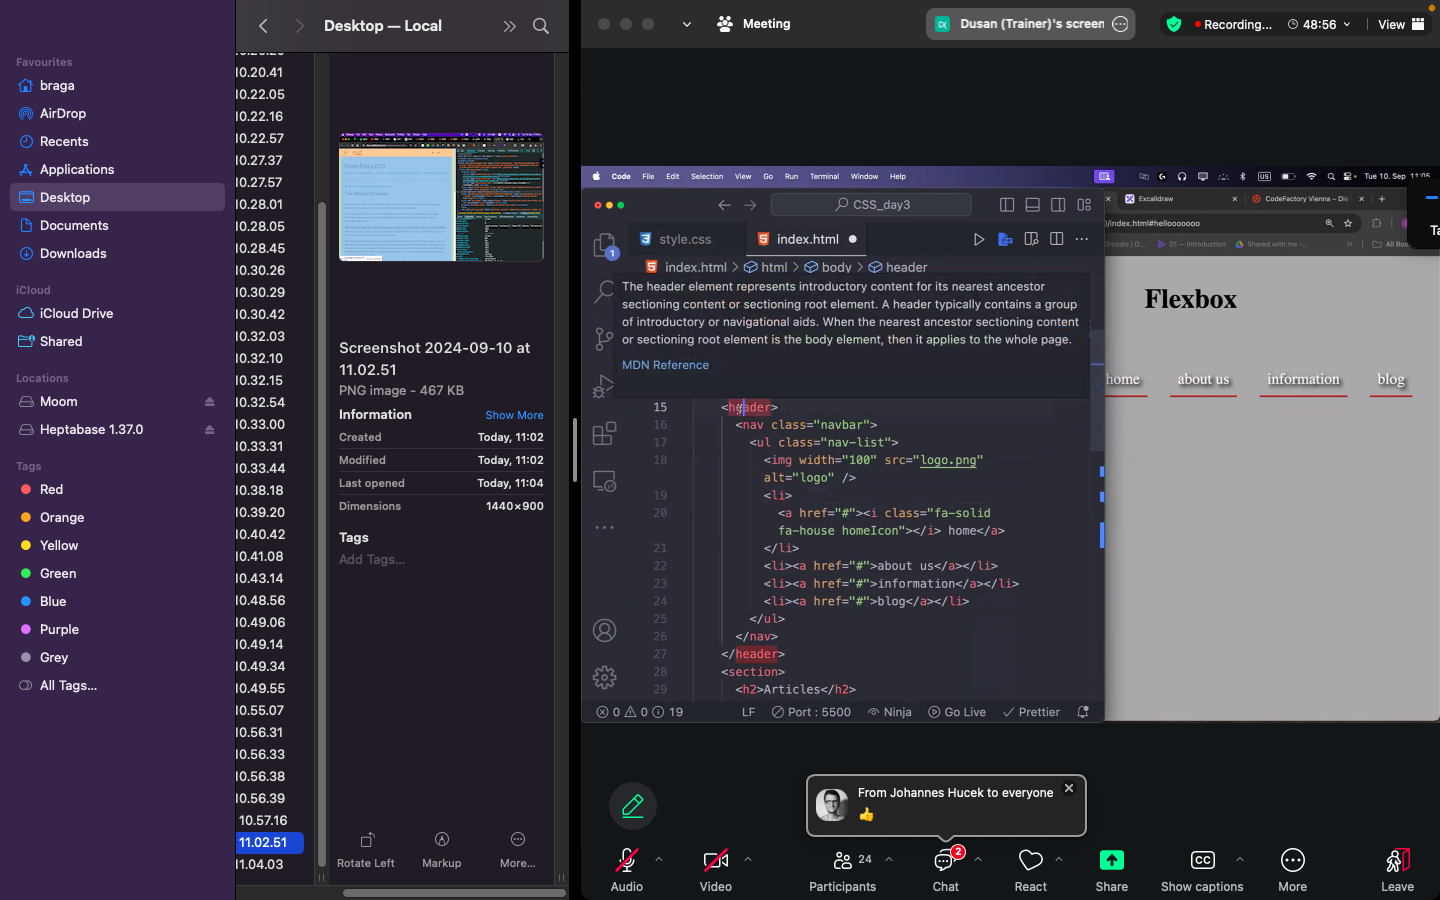 Favourites
braga
AirDrop
Recents
Applications
Desktop
Documents
Downloads
iCloud
iCloud Drive
Shared
Locations
Moom
Heptabase 1.37.0
Tags
Red
Orange
Yellow
Green
Blue
Purple
Grey
All Tags...
Desktop — Local
10.20.41
10.22.05
10.22.16
10.22.57
10.27.37
10.27.57
10.28.01
10.28.05
10.28.45
10.30.26
10.30.29
10.30.42
10.32.03
10.32.10
10.32.15
10.32.54
10.33.00
10.33.31
10.33.44
10.38.18
10.39.20
10.40.42
10.41.08
10.43.14
10.48.56
10.49.06
10.49.14
10.49.34
10.49.55
10.55.07
10.56.31
10.56.33
10.56.38
10.56.39
10.57.16
11.02.51
11.04.03
Screenshot 2024-09-10 at
11.02.51
PNG image - 467 KB
Information
Show More
Created Today, 11:02
Modified Today, 11:02
Last opened Today, 11:04
Dimensions 1440×900
Tags
Add Tags...
Rotate Left
Markup
More...
Meeting
Dusan (Trainer)'s screen
Recording...
48:56
View
Code File Edit Selection View Go Run Terminal Window Help
US
Tue 10. Sep 11:05
CSS_day3
style.css
index.html
index.html > html > body > header
The header element represents introductory content for its nearest ancestor
sectioning content or sectioning root element. A header typically contains a group
of introductory or navigational aids. When the nearest ancestor sectioning content
or sectioning root element is the body element, then it applies to the whole page.
MDN Reference
15 <header>
16 <nav class="navbar">
17 <ul class="nav-list">
18 <img width="100" src="logo.png"
alt="logo" />
19 <li>
20 <a href="#"><i class="fa-solid
fa-house homeIcon"></i> home</a>
21 </li>
22 <li><a href="#">about us</a></li>
23 <li><a href="#">information</a></li>
24 <li><a href="#">blog</a></li>
25 </ul>
26 </nav>
27 </header>
28 <section>
29 <h2>Articles</h2>
1
0 0 19
LF
Port : 5500
Ninja
Go Live
Prettier
Excalidraw
CodeFactory Vienna – Die
/index.html#hellooooooo
01 — Introduction
Shared with me -...
All Boo
Ta
Flexbox
home
about us
information
blog
From Johannes Hucek to everyone
👍
Audio
Video
24
Participants
2
Chat
React
Share
CC
Show captions
More
Leave